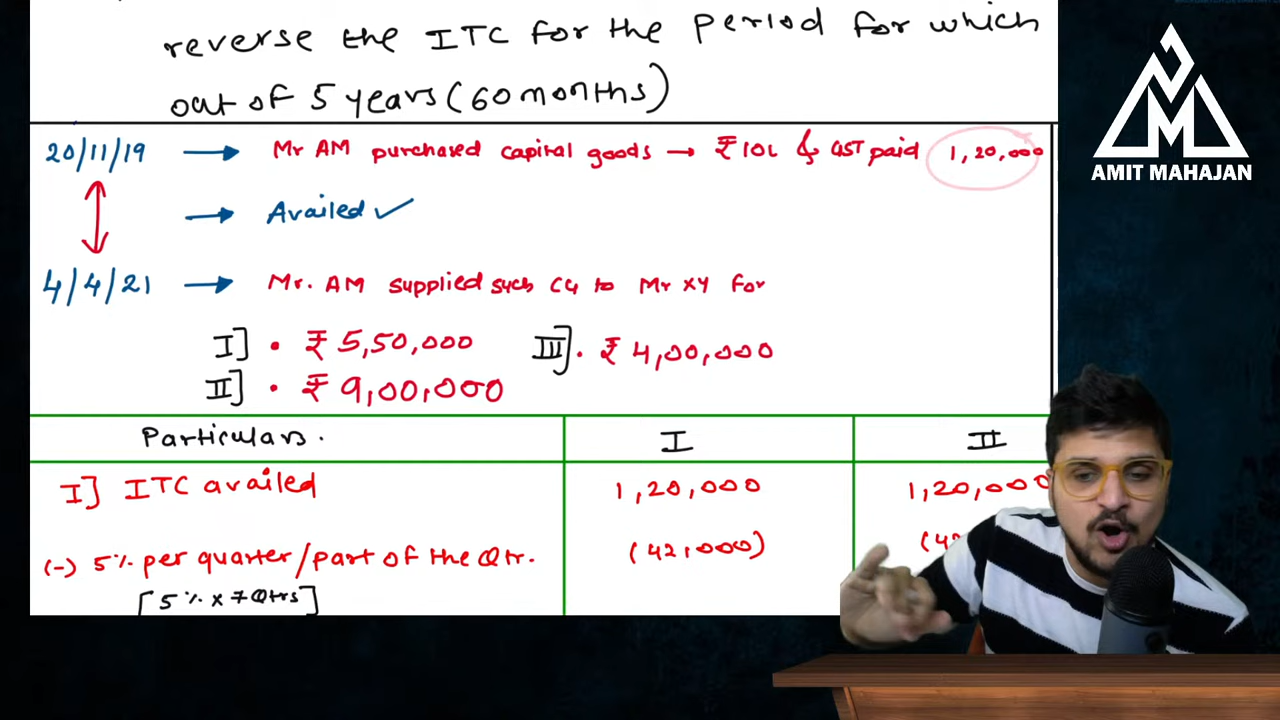 reverse the ITC for the period for which
out of 5 years (60 months)
20/11/19 → Mr AM purchased capital goods → ₹ 10L & GST paid 1,20,000
→ Availed ✓
4/4/21 → Mr. AM supplied such CG to Mr XY for
I] • ₹ 5,50,000 III] • ₹ 4,00,000
II] • ₹ 9,00,000
Particulars. I II
I] ITC availed 1,20,000 1,20,000
(-) 5% per quarter/part of the Qtr. (42,000)
[5% x 7 Qtrs]
AMIT MAHAJAN